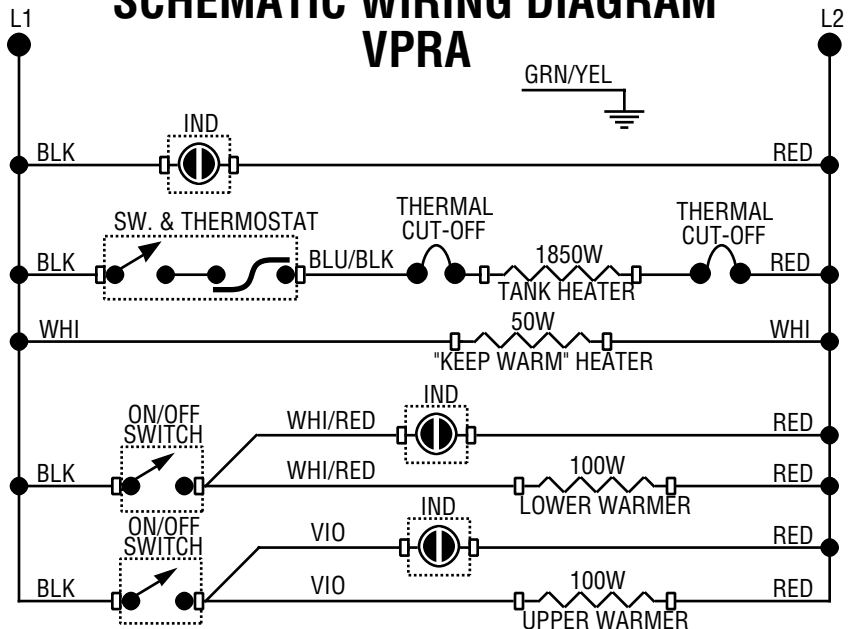 SCHEMATIC WIRING DIAGRAM
VPRA
L1
L2
GRN/YEL
IND
BLK
RED
SW. & THERMOSTAT
THERMAL
CUT-OFF
THERMAL
CUT-OFF
BLK
BLU/BLK
1850W
RED
TANK HEATER
WHI
50W
WHI
"KEEP WARM" HEATER
IND
ON/OFF
SWITCH
WHI/RED
RED
BLK
WHI/RED
100W
RED
LOWER WARMER
IND
ON/OFF
SWITCH
VIO
RED
BLK
VIO
100W
RED
UPPER WARMER